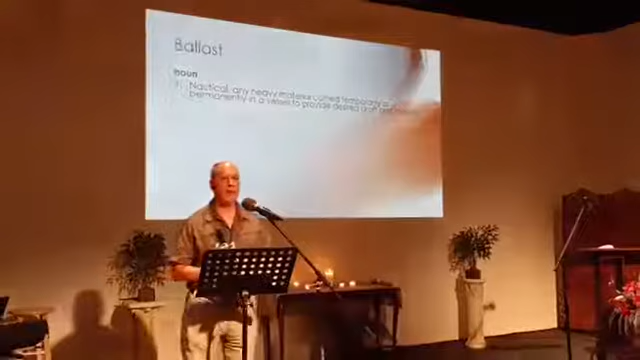 Ballast
noun
Nautical, any heavy material carried temporarily or
permanently in a vessel to provide desired draft and